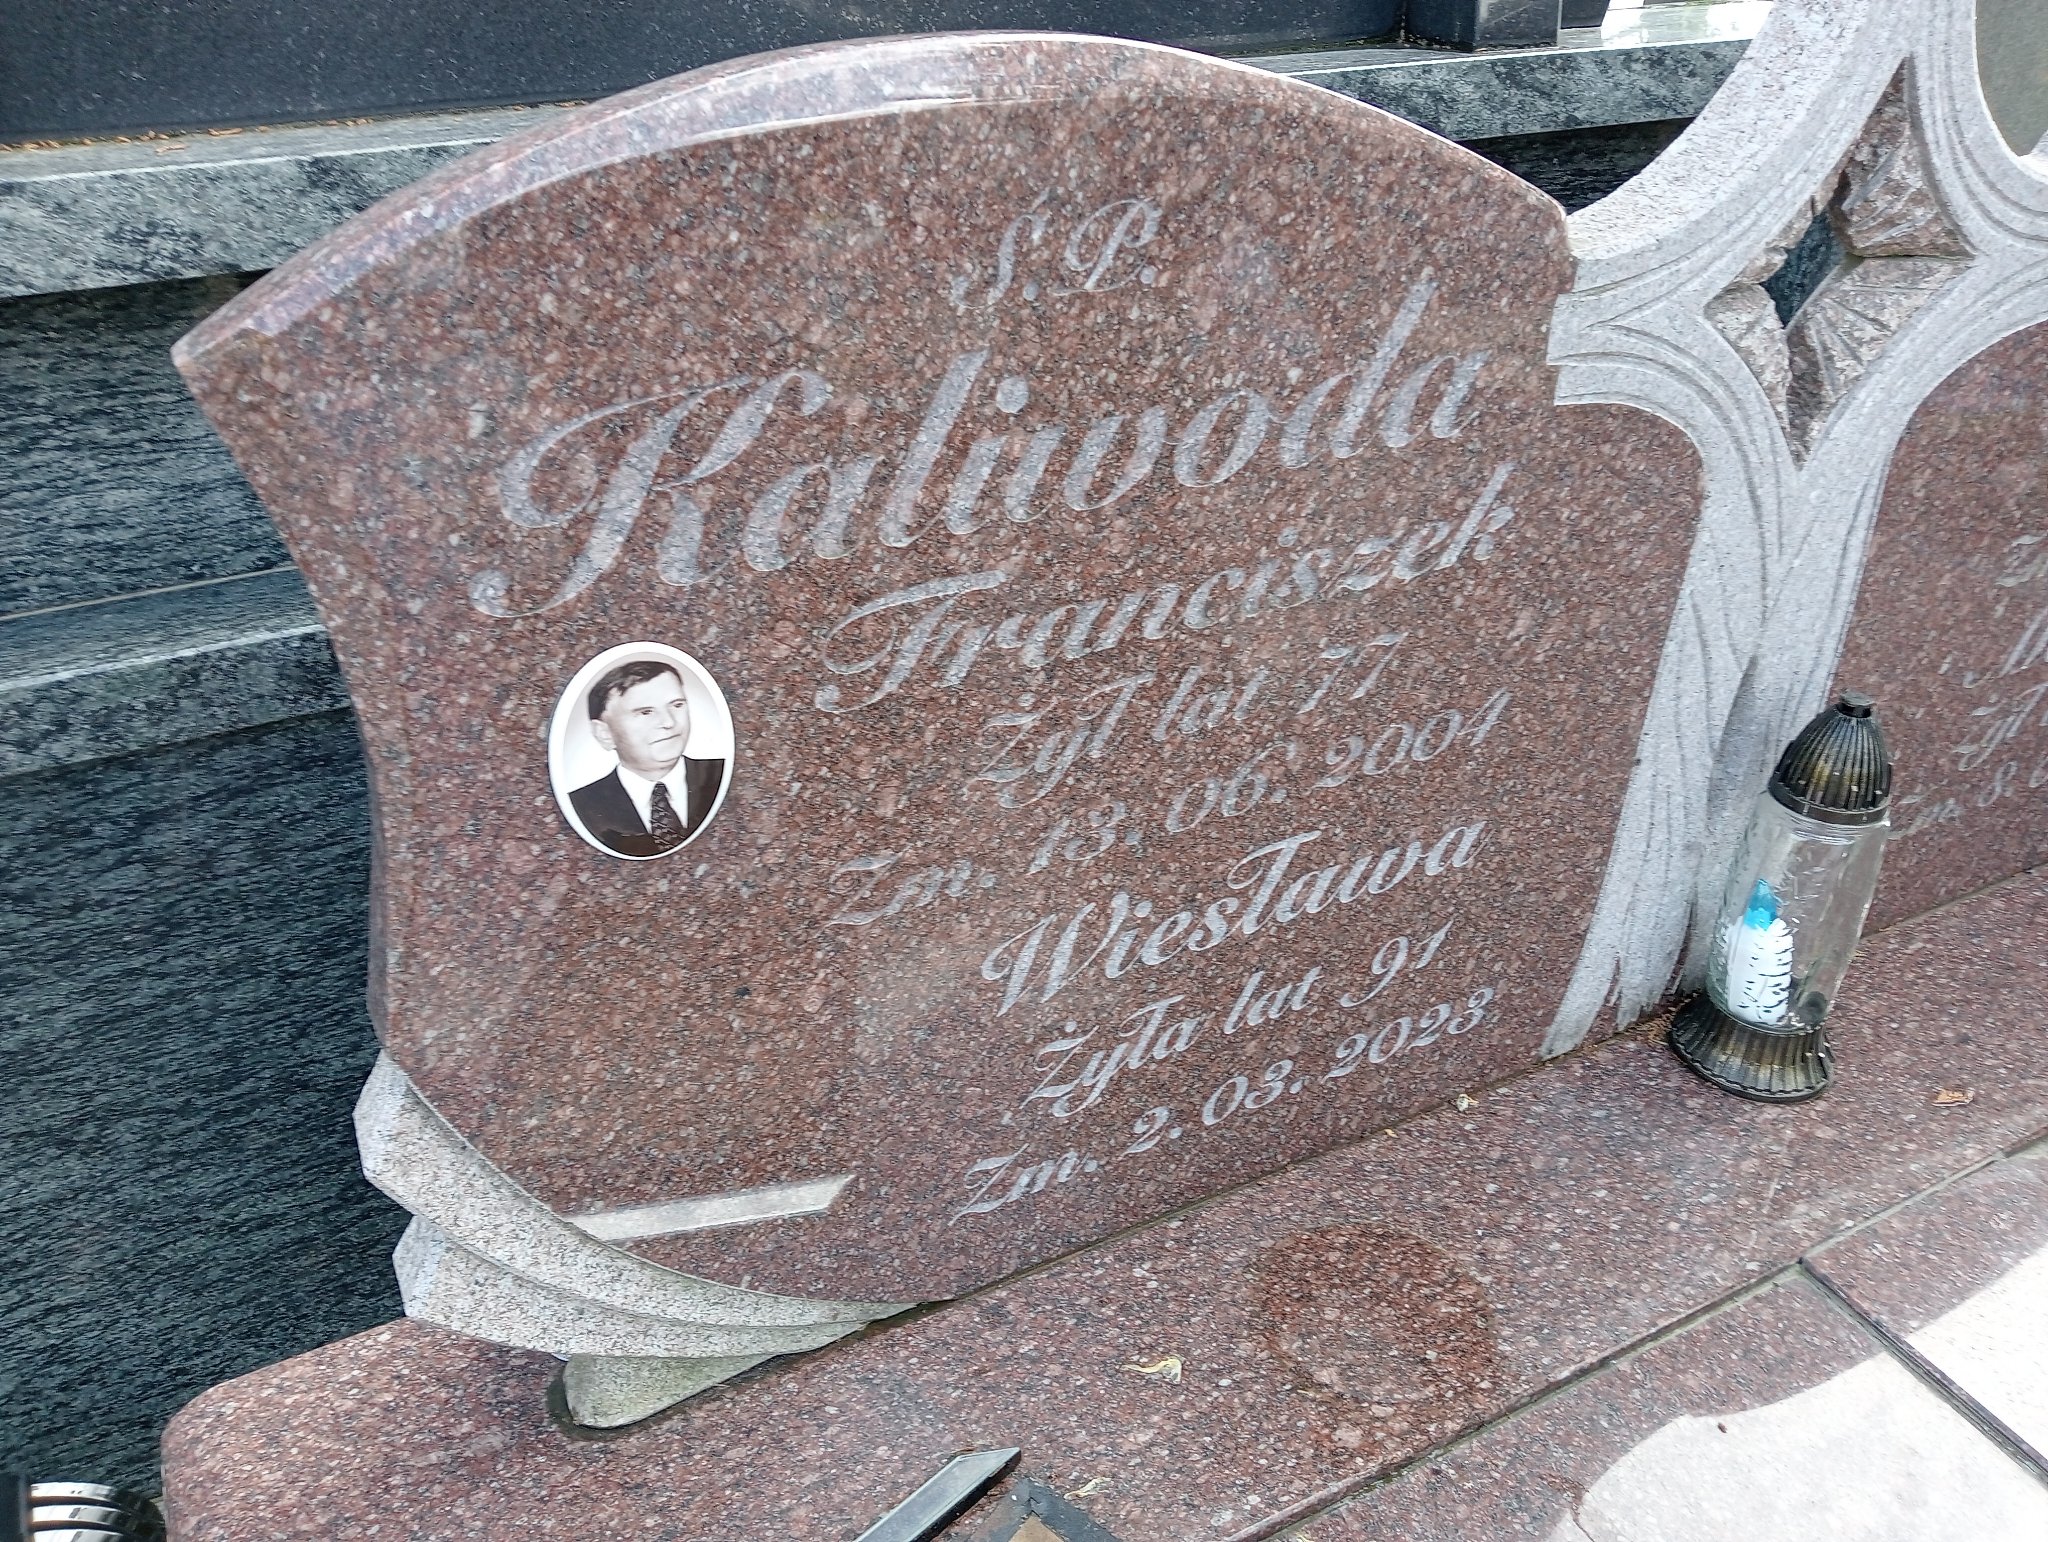 Ś. P.
Kaliwoda
Franciszek
Żył lat 77
Zm. 13. 06. 2004
Wiesława
Żyła lat 91
Zm. 2. 03. 2023